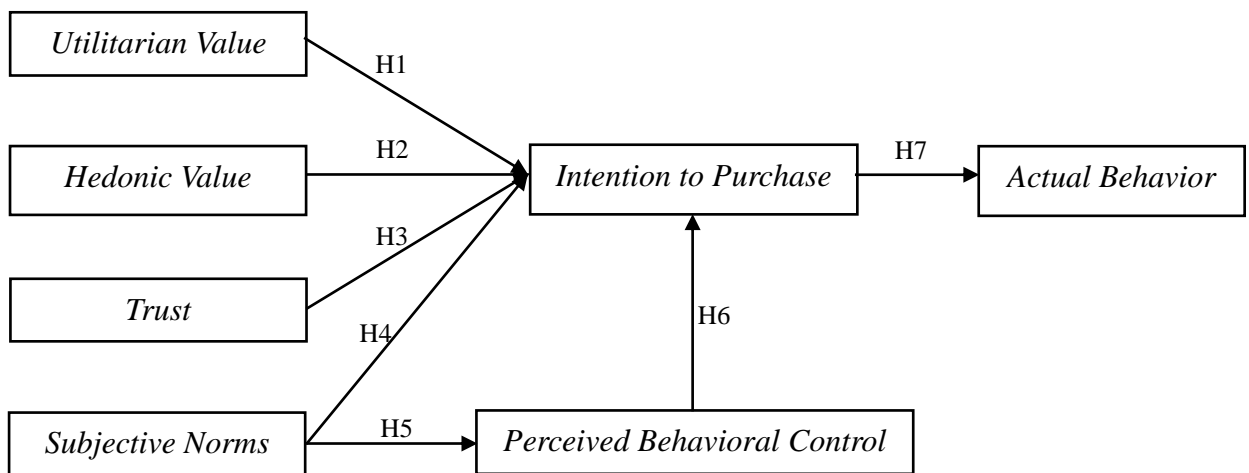 Utilitarian Value
H1
Hedonic Value
H2
Intention to Purchase
H7
Actual Behavior
H3
Trust
H4
H6
Subjective Norms
H5
Perceived Behavioral Control